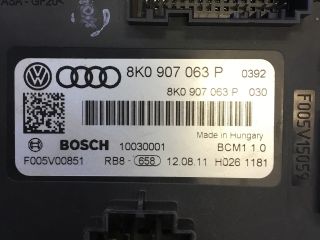 8K0 907 063 P 0392
8K0 907 063 P 030
Made in Hungary
BOSCH 10030001 BCM1 1.0
F005V00851 RB8- 658 12.08.11 H026 1181